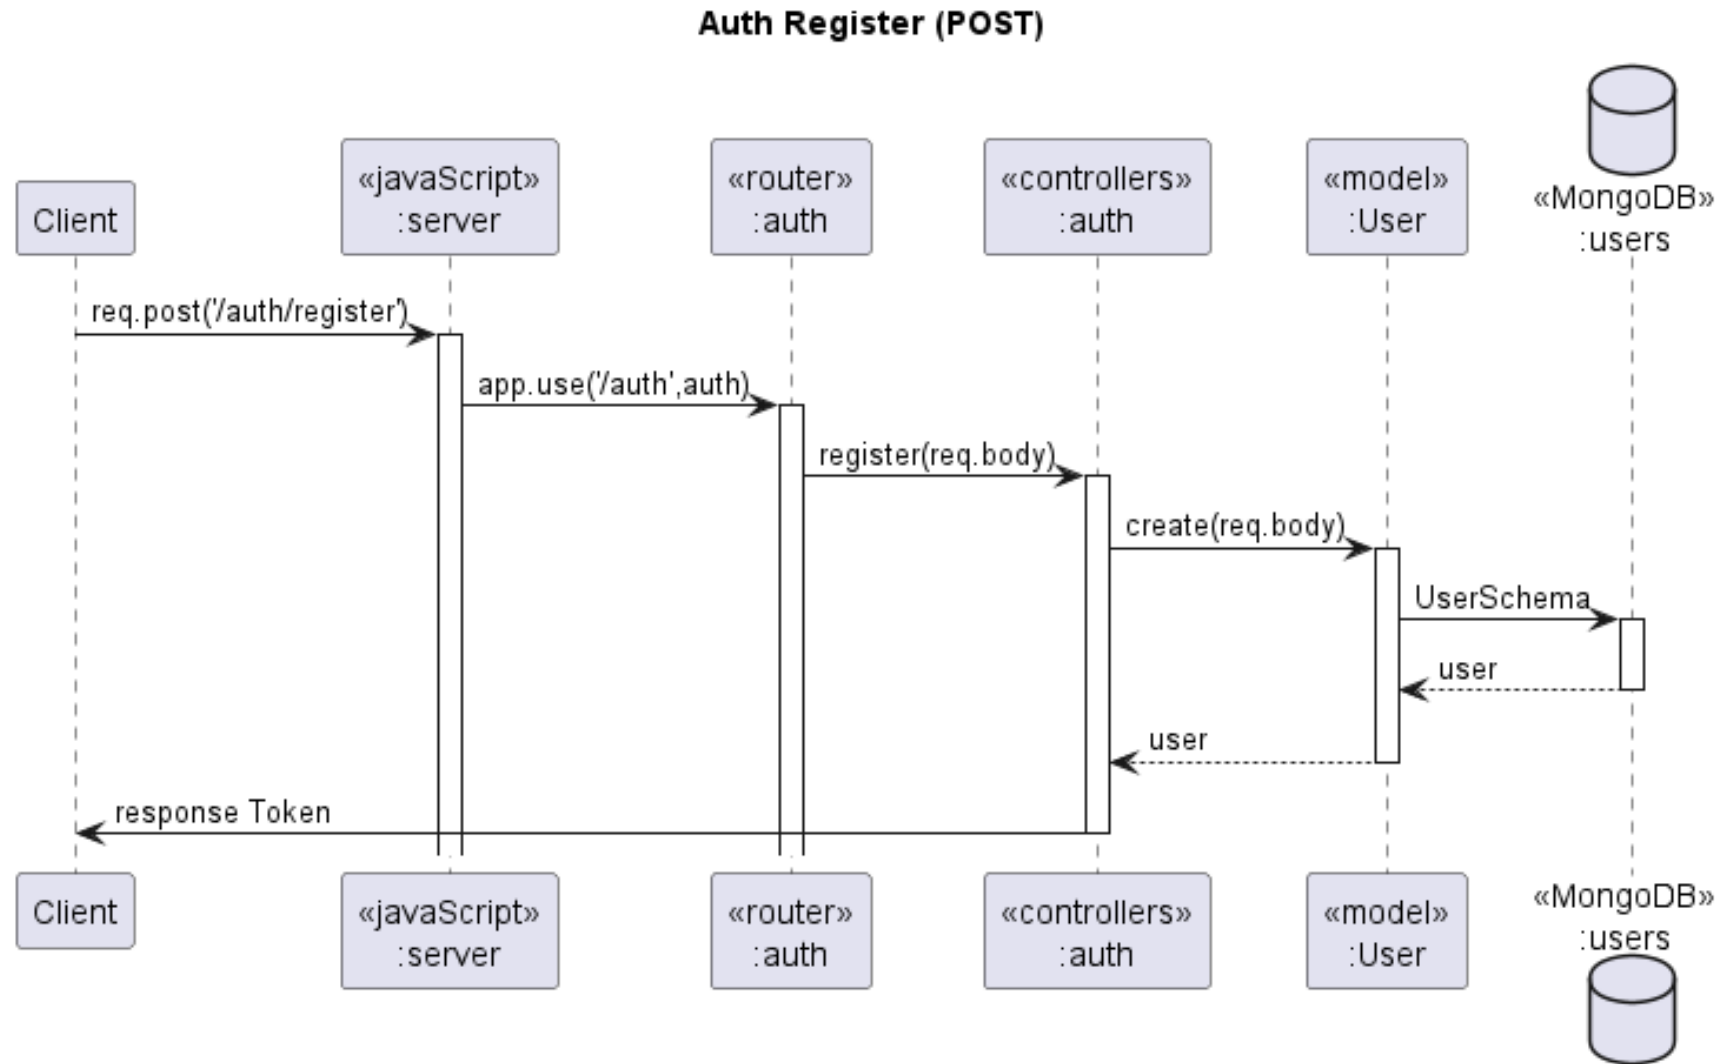 Auth Register (POST)
Client
«javaScript»
:server
«router»
:auth
«controllers»
:auth
«model»
:User
«MongoDB»
:users
req.post('/auth/register')
app.use('/auth',auth)
register(req.body)
create(req.body)
UserSchema
user
user
response Token
Client
«javaScript»
:server
«router»
:auth
«controllers»
:auth
«model»
:User
«MongoDB»
:users